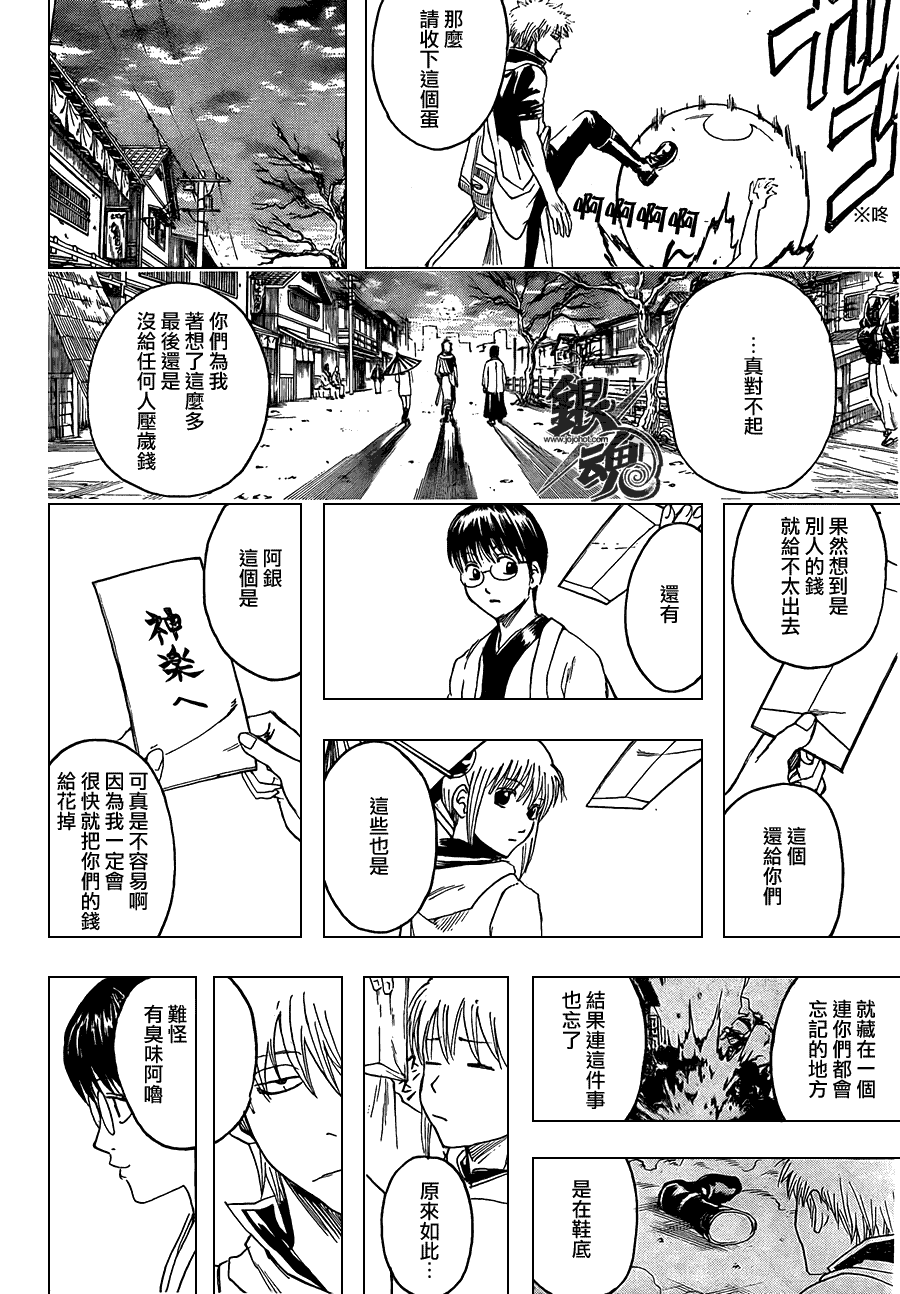 那麼
請收下這個蛋
ガゴ
啊啊啊啊
※咚
…真對不起
你們為我
著想了這麼多
最後還是
沒給任何人壓歲錢
銀魂
www.jojohot.com
果然想到是
別人的錢
就給不太出去
這個
還給你們
還有
這些也是
阿銀
這個是
神楽へ
可真是不容易啊
因為我一定會
很快就把你們的錢
給花掉
就藏在一個
連你們都會
忘記的地方
結果連這件事
也忘了
是在鞋底
原來如此…
難怪
有臭味阿嚕